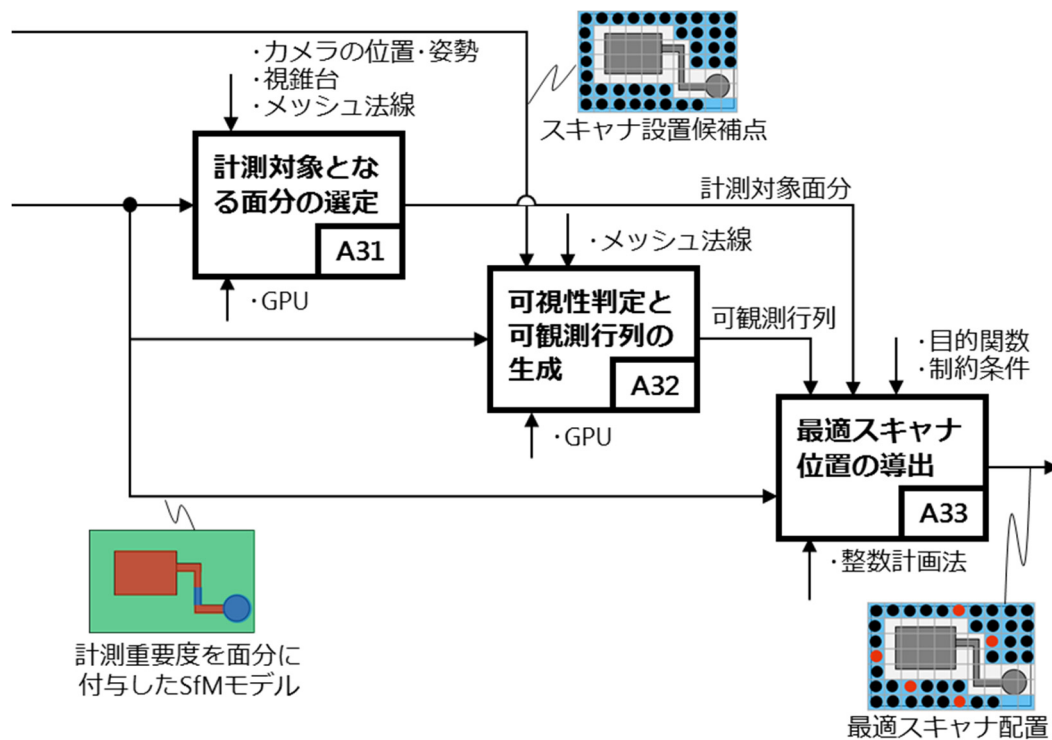 ・カメラの位置・姿勢
・視錐台
・メッシュ法線
スキャナ設置候補点
計測対象とな
る面分の選定
A31
・GPU
計測対象面分
・メッシュ法線
可視性判定と
可観測行列の
生成
A32
・GPU
可観測行列
・目的関数
・制約条件
最適スキャナ
位置の導出
A33
・整数計画法
計測重要度を面分に
付与したSfMモデル
最適スキャナ配置